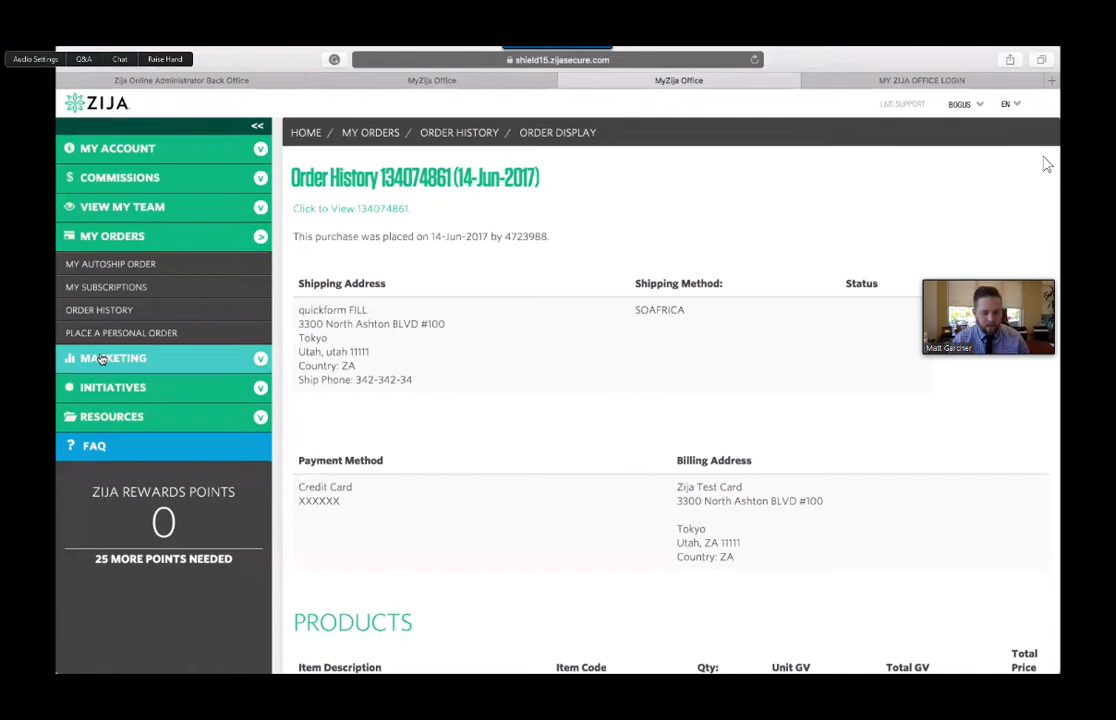 Audio Settings Q&A Chat Raise Hand
shield15.zijasecure.com
Zija Online Administrator Back Office MyZija Office MyZija Office MY ZIJA OFFICE LOGIN +
ZIJA LIVE SUPPORT BOGUS EN
<<
HOME / MY ORDERS / ORDER HISTORY / ORDER DISPLAY
MY ACCOUNT
$ COMMISSIONS
VIEW MY TEAM
MY ORDERS
MY AUTOSHIP ORDER
MY SUBSCRIPTIONS
ORDER HISTORY
PLACE A PERSONAL ORDER
MARKETING
INITIATIVES
RESOURCES
? FAQ
ZIJA REWARDS POINTS
0
25 MORE POINTS NEEDED
Order History 134074861 (14-Jun-2017)
Click to View 134074861.
This purchase was placed on 14-Jun-2017 by 4723988.
Shipping Address Shipping Method: Status
quickform FILL SOAFRICA
3300 North Ashton BLVD #100
Tokyo
Utah, utah 11111
Country: ZA
Ship Phone: 342-342-34
Matt Gardner
Payment Method Billing Address
Credit Card Zija Test Card
XXXXXX 3300 North Ashton BLVD #100
Tokyo
Utah, ZA 11111
Country: ZA
PRODUCTS
Item Description Item Code Qty: Unit GV Total GV Total Price